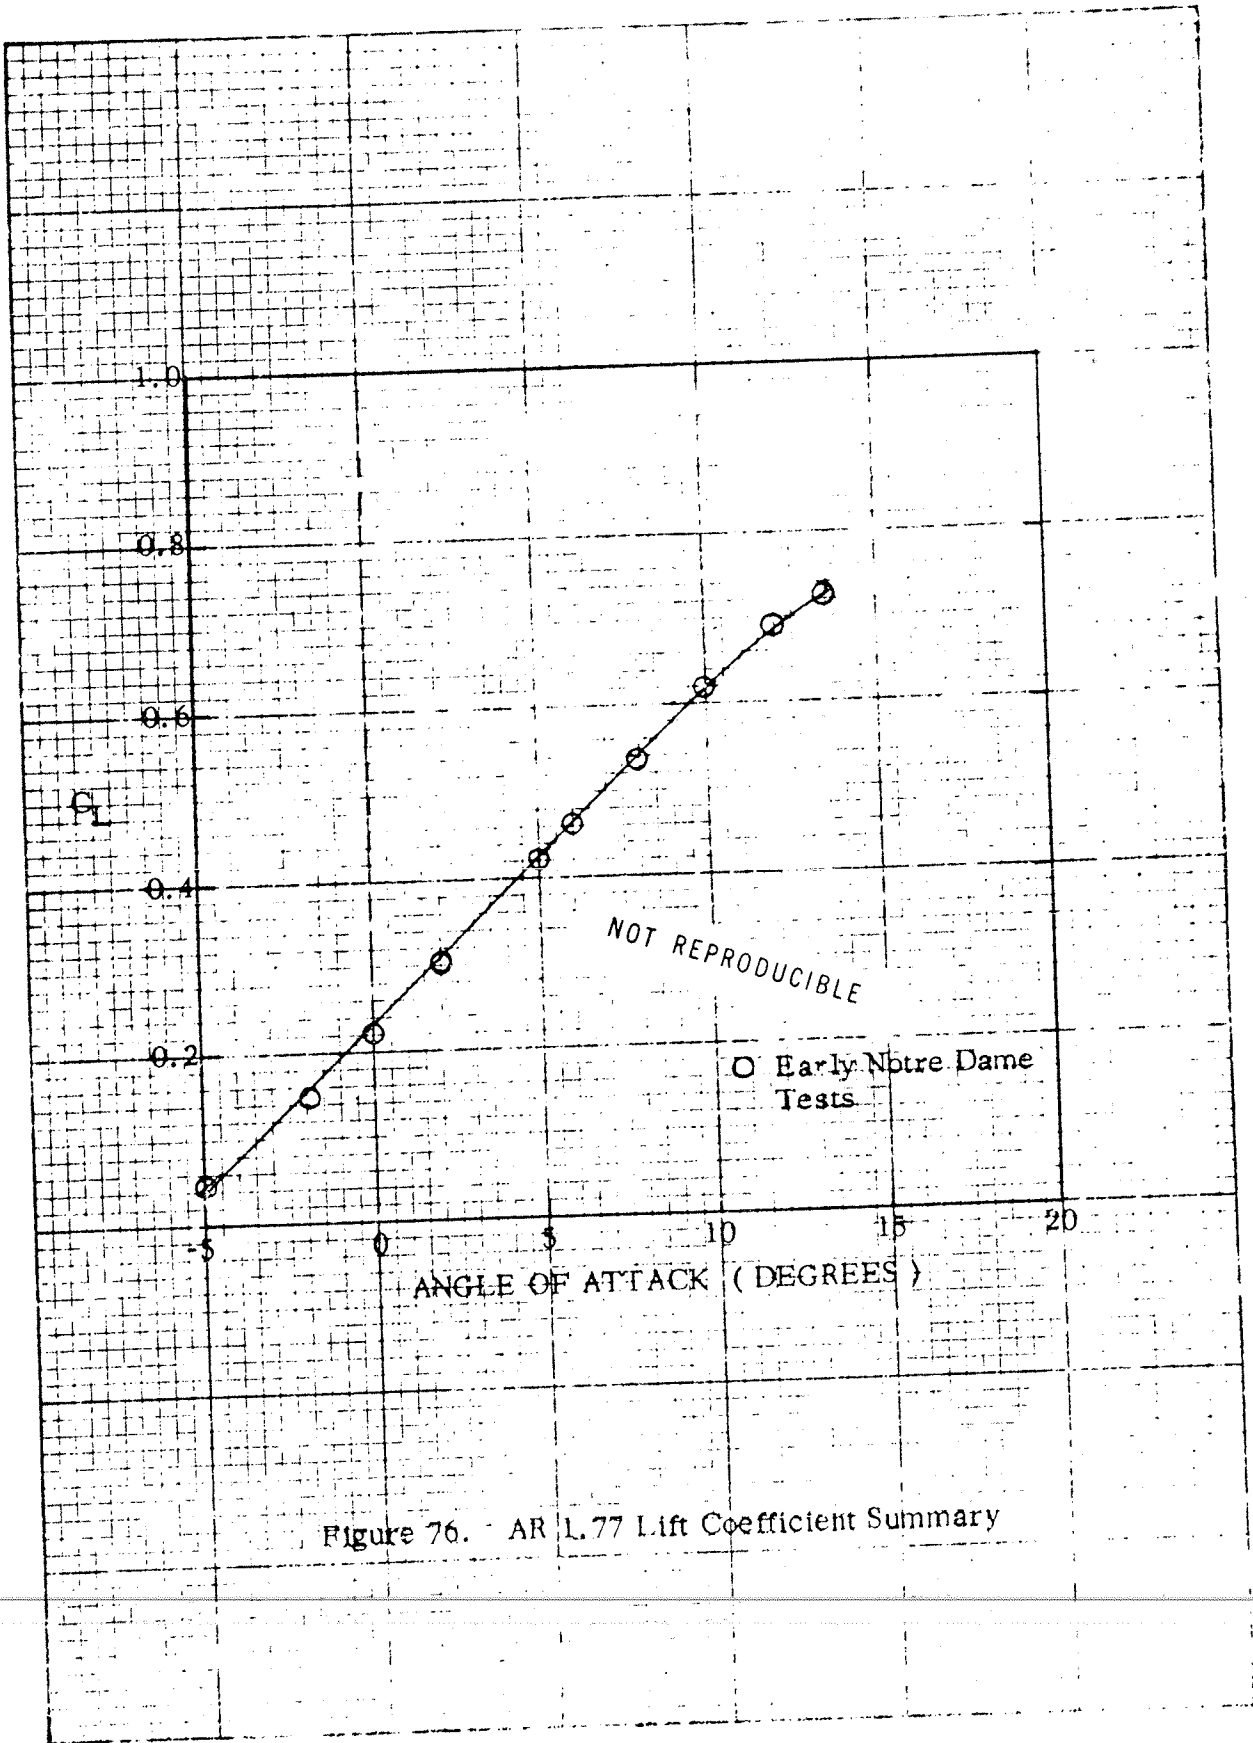 1.0
0.8
0.6
C_L
0.4
NOT REPRODUCIBLE
0.2
O Early Notre Dame
Tests
-5 0 5 10 15 20
ANGLE OF ATTACK (DEGREES)
Figure 76. AR 1.77 Lift Coefficient Summary